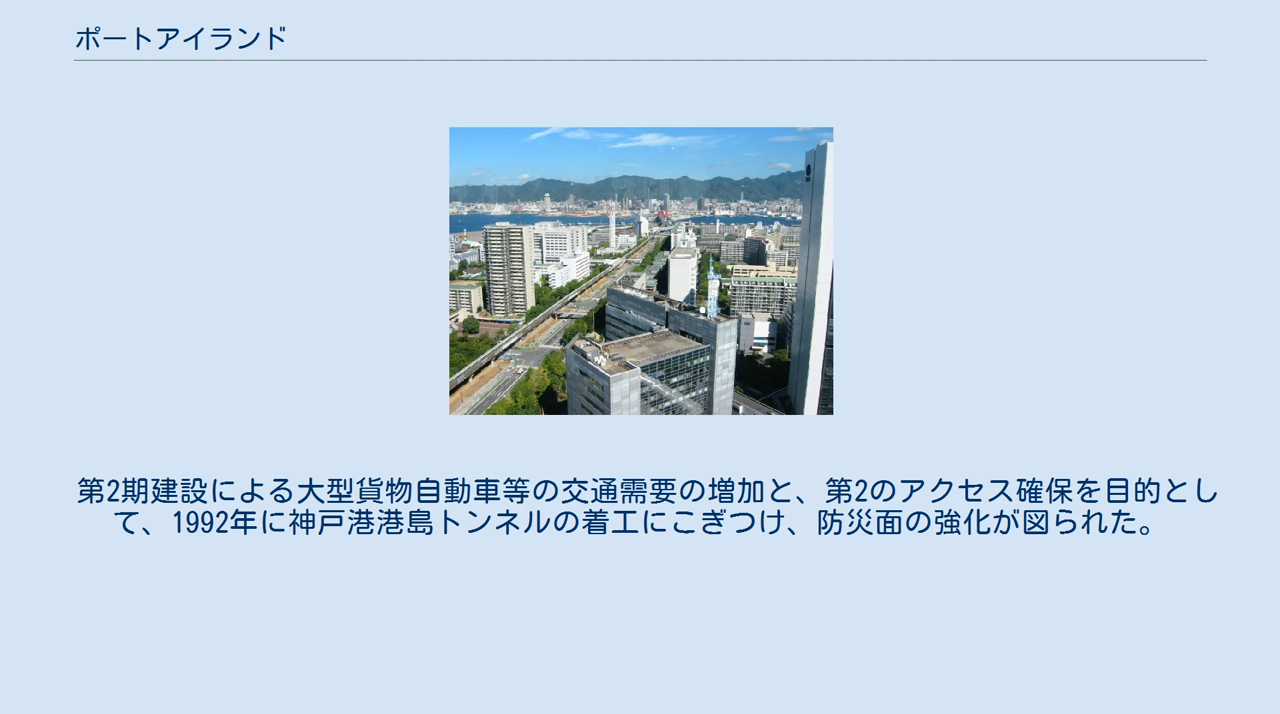 ポートアイランド
第2期建設による大型貨物自動車等の交通需要の増加と、第2のアクセス確保を目的とし
て、1992年に神戸港港島トンネルの着工にこぎつけ、防災面の強化が図られた。